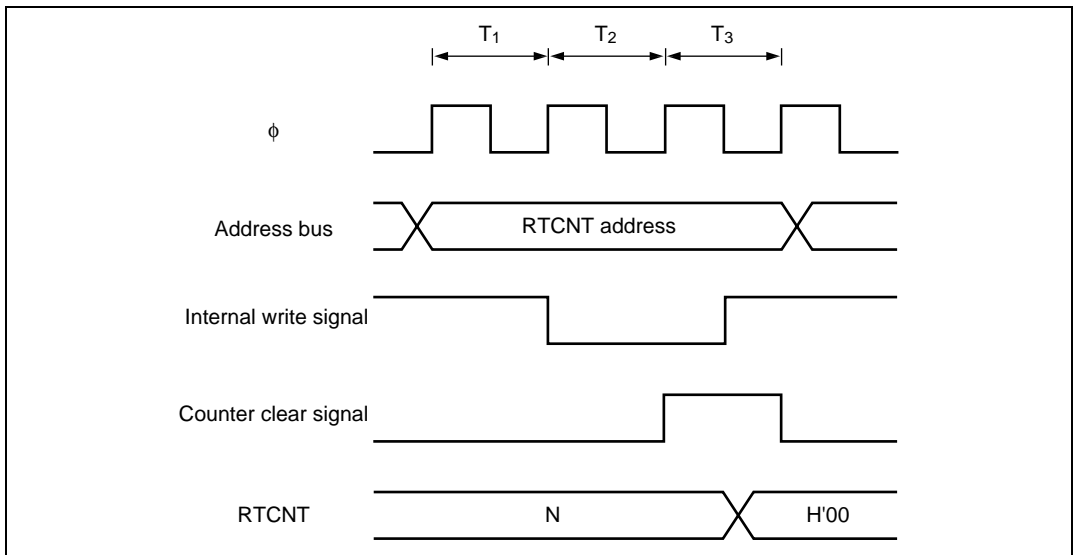 T1 T2 T3
φ
Address bus
RTCNT address
Internal write signal
Counter clear signal
RTCNT
N
H'00